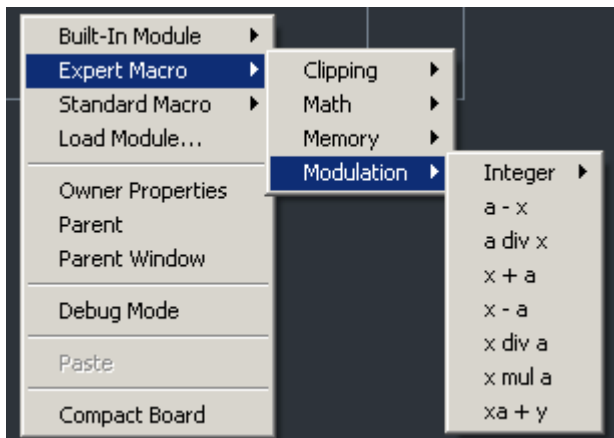 Built-In Module
Expert Macro
Standard Macro
Load Module...
Owner Properties
Parent
Parent Window
Debug Mode
Paste
Compact Board
Clipping
Math
Memory
Modulation
Integer
a - x
a div x
x + a
x - a
x div a
x mul a
xa + y